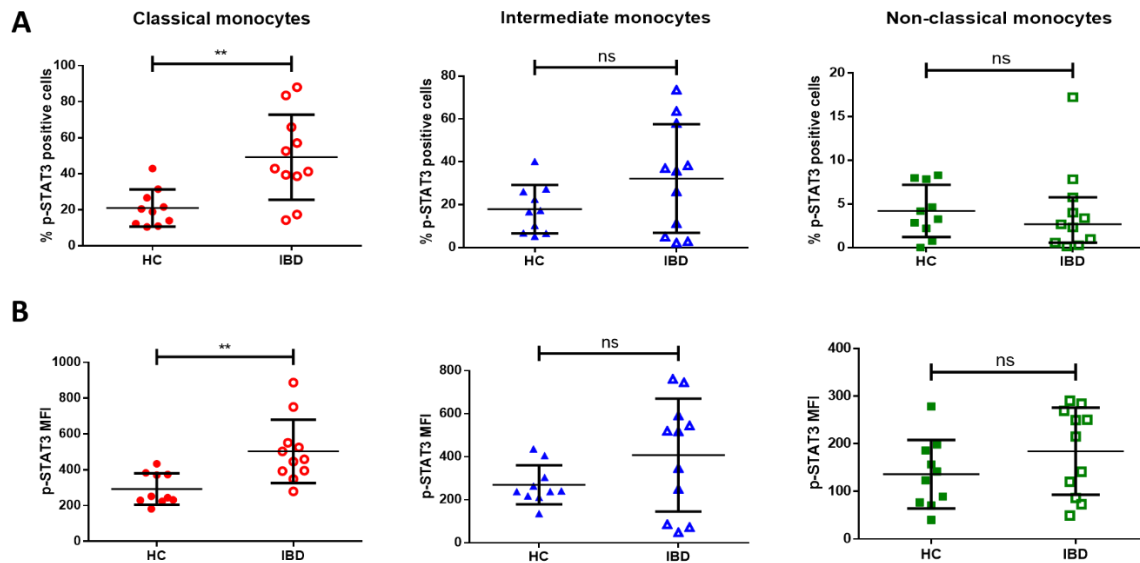 A
Classical monocytes
Intermediate monocytes
Non-classical monocytes
% p-STAT3 positive cells
100
80
60
40
20
0
**
HC
IBD
% p-STAT3 positive cells
80
60
40
20
0
ns
HC
IBD
% p-STAT3 positive cells
20
15
10
5
0
ns
HC
IBD
B
p-STAT3 MFI
1000
800
600
400
200
0
**
HC
IBD
p-STAT3 MFI
800
600
400
200
0
ns
HC
IBD
p-STAT3 MFI
400
300
200
100
0
ns
HC
IBD